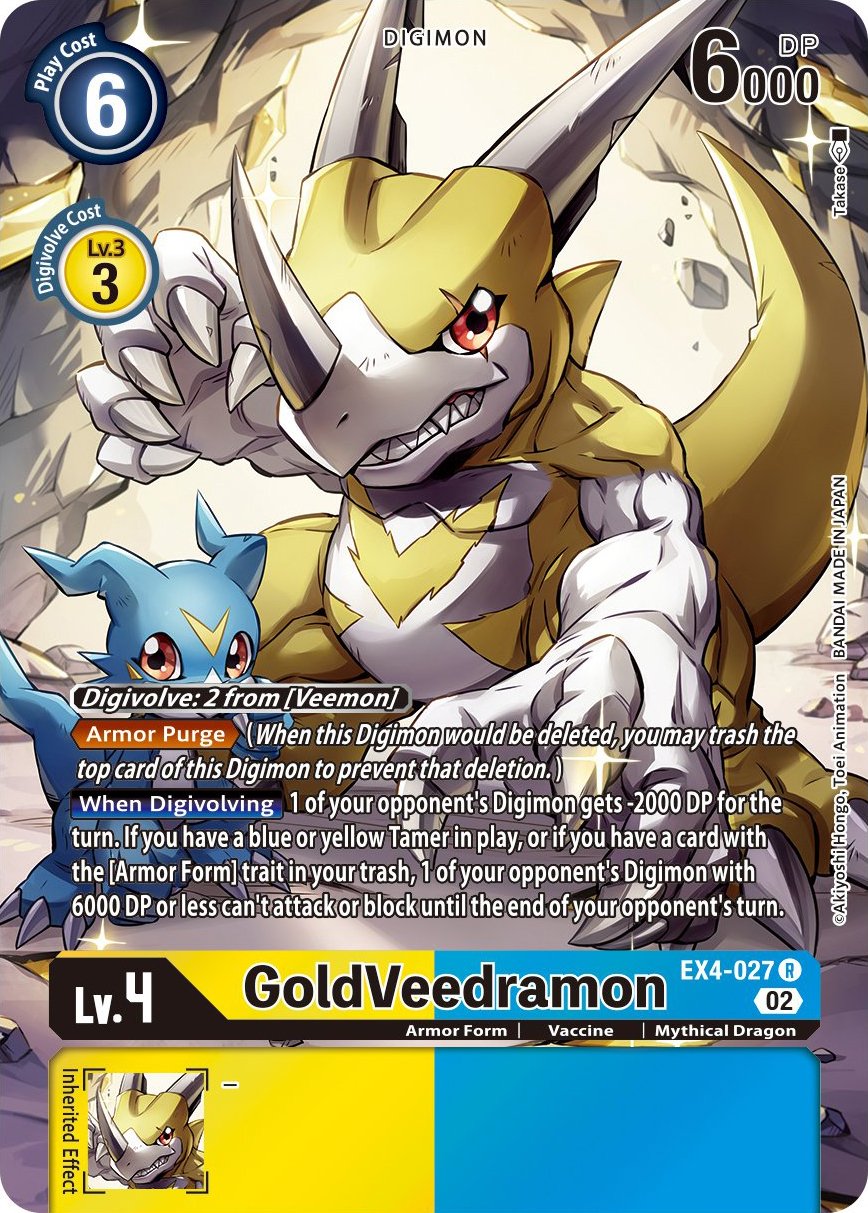 DIGIMON
Play Cost
6
DP
6000
Digivolve Cost
Lv.3
3
Takase
BANDAI MADE IN JAPAN
©Akiyoshi Hongo, Toei Animation
Digivolve: 2 from [Veemon]
Armor Purge (When this Digimon would be deleted, you may trash the
top card of this Digimon to prevent that deletion.)
When Digivolving 1 of your opponent's Digimon gets -2000 DP for the
turn. If you have a blue or yellow Tamer in play, or if you have a card with
the [Armor Form] trait in your trash, 1 of your opponent's Digimon with
6000 DP or less can't attack or block until the end of your opponent's turn.
Lv.4
GoldVeedramon
EX4-027 R
02
Armor Form | Vaccine | Mythical Dragon
Inherited Effect
–